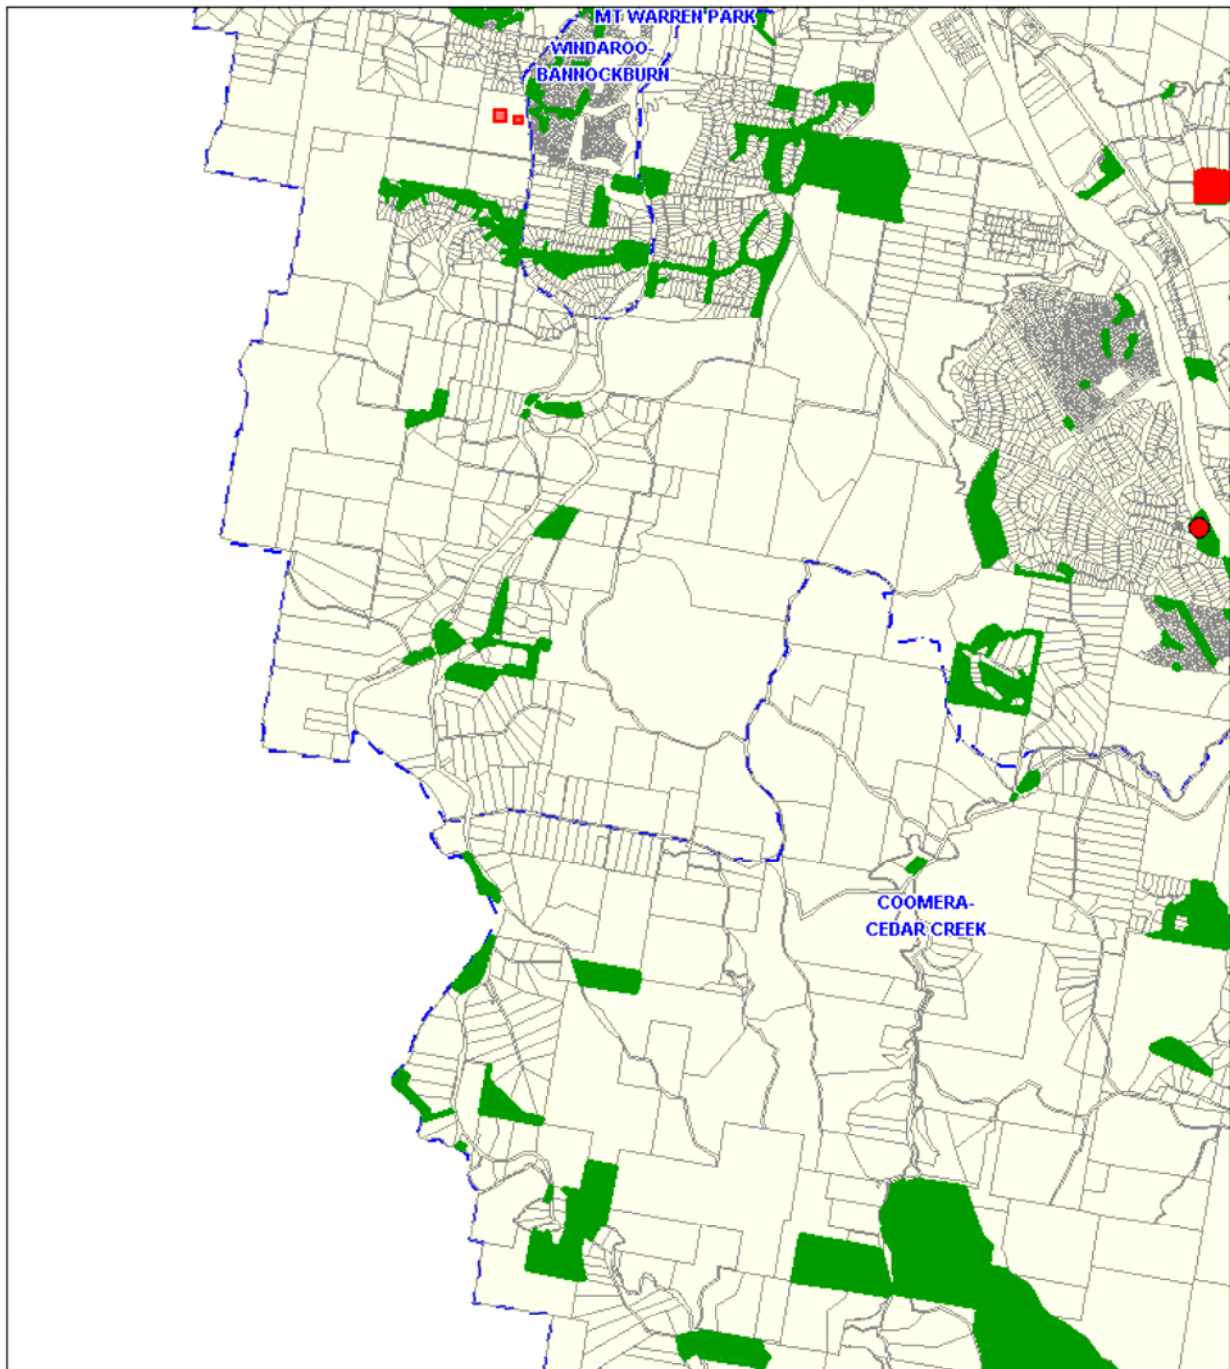 MT WARREN PARK
WINDAROO-
BANNOCKBURN
COOMERA-
CEDAR CREEK